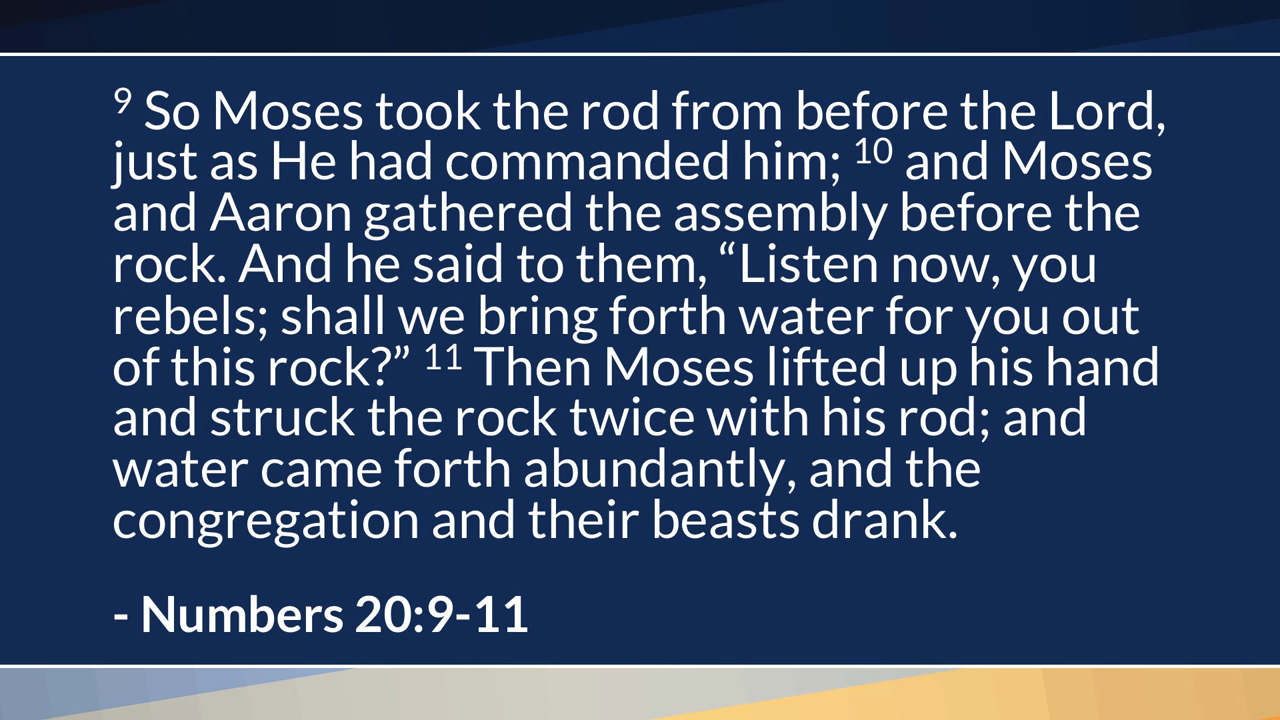 9 So Moses took the rod from before the Lord,
just as He had commanded him; 10 and Moses
and Aaron gathered the assembly before the
rock. And he said to them, “Listen now, you
rebels; shall we bring forth water for you out
of this rock?” 11 Then Moses lifted up his hand
and struck the rock twice with his rod; and
water came forth abundantly, and the
congregation and their beasts drank.
- Numbers 20:9-11